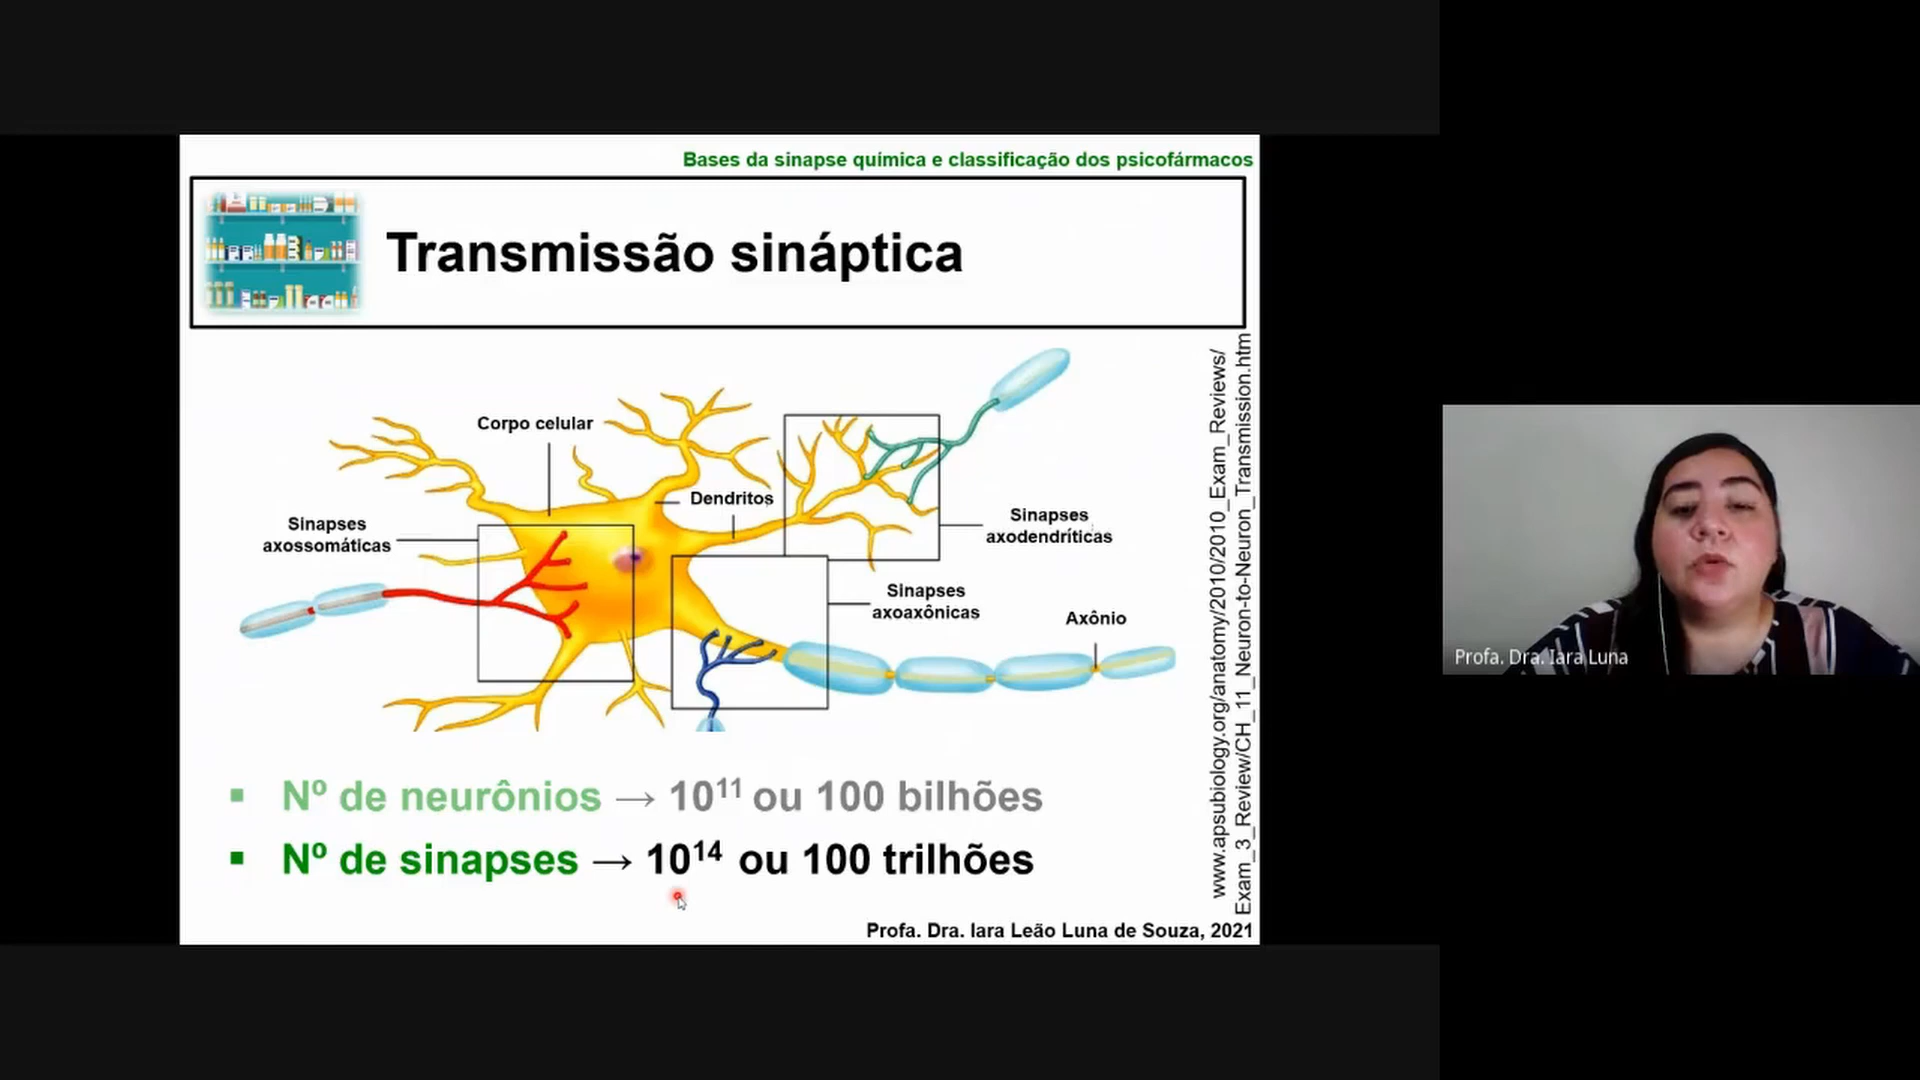 Bases da sinapse química e classificação dos psicofármacos
Transmissão sináptica
Corpo celular
Dendritos
Sinapses
axossomáticas
Sinapses
axodendríticas
Sinapses
axoaxônicas
Axônio
www.apsubiology.org/anatomy/2010/2010_Exam_Reviews/
Exam_3_Review/CH_11_Neuron-to-Neuron_Transmission.htm
▪ Nº de neurônios → 10¹¹ ou 100 bilhões
▪ Nº de sinapses → 10¹⁴ ou 100 trilhões
Profa. Dra. Iara Leão Luna de Souza, 2021
Profa. Dra. Iara Luna